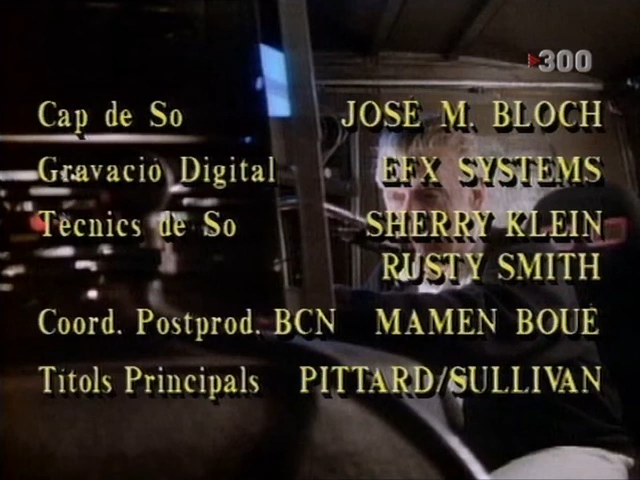 300
Cap de So JOSÉ M. BLOCH
Gravació Digital EFX SYSTEMS
Tècnics de So SHERRY KLEIN
RUSTY SMITH
Coord. Postprod. BCN MAMEN BOUÉ
Títols Principals PITTARD/SULLIVAN